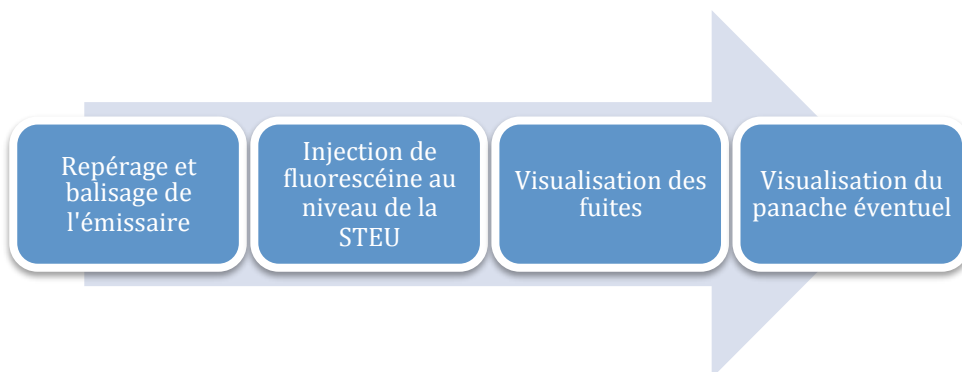 Repérage et
balisage de
l'émissaire
Injection de
fluorescéine au
niveau de la
STEU
Visualisation des
fuites
Visualisation du
panache éventuel